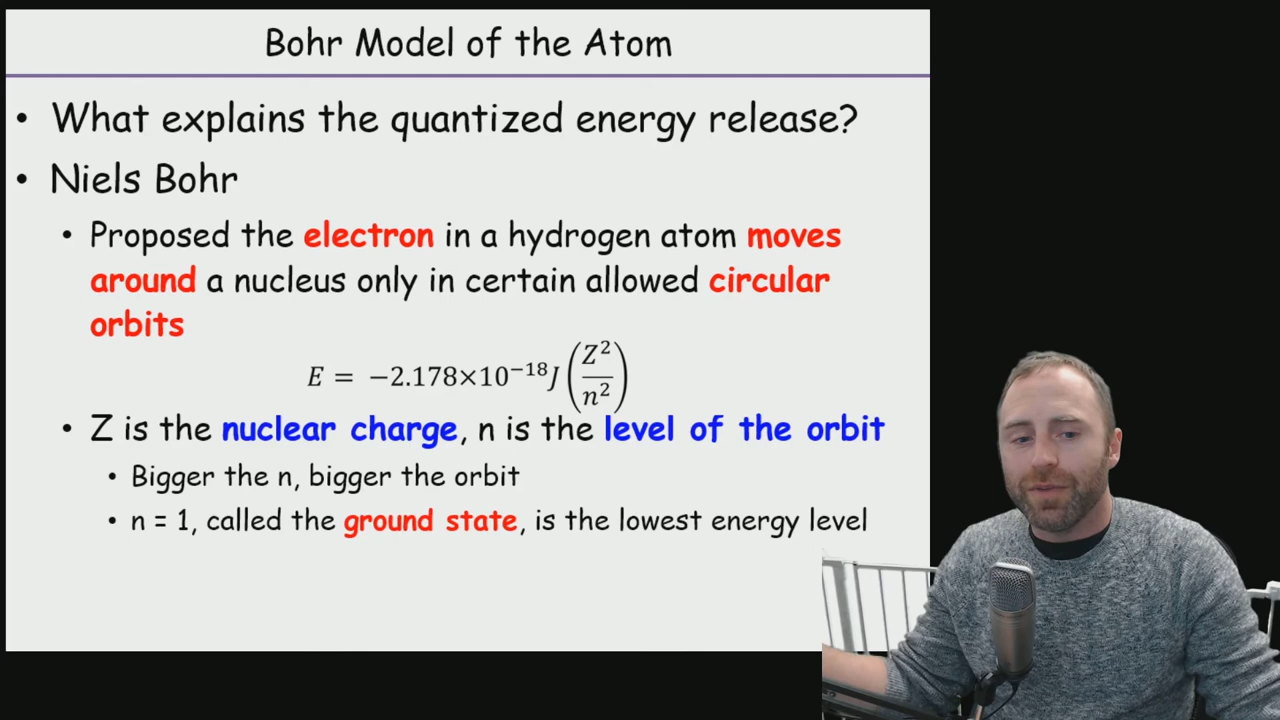 Bohr Model of the Atom
• What explains the quantized energy release?
• Niels Bohr
• Proposed the electron in a hydrogen atom moves
around a nucleus only in certain allowed circular
orbits
E = −2.178×10⁻¹⁸J (Z²/n²)
• Z is the nuclear charge, n is the level of the orbit
• Bigger the n, bigger the orbit
• n = 1, called the ground state, is the lowest energy level